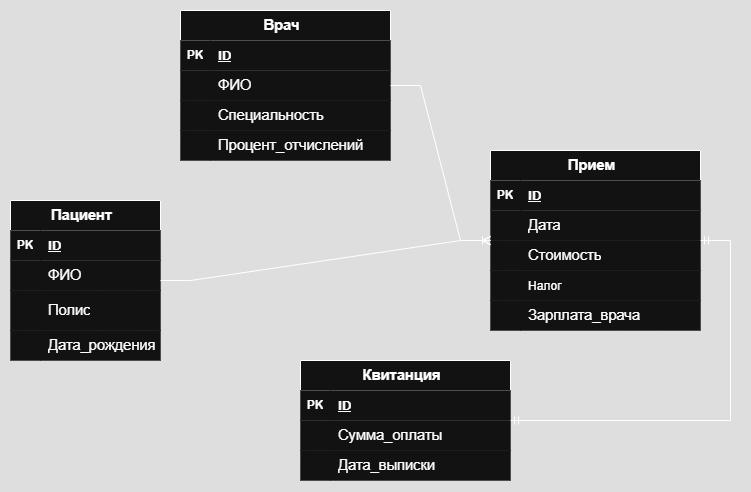 Врач
PK ID
ФИО
Специальность
Процент_отчислений
Пациент
PK ID
ФИО
Полис
Дата_рождения
Прием
PK ID
Дата
Стоимость
Налог
Зарплата_врача
Квитанция
PK ID
Сумма_оплаты
Дата_выписки